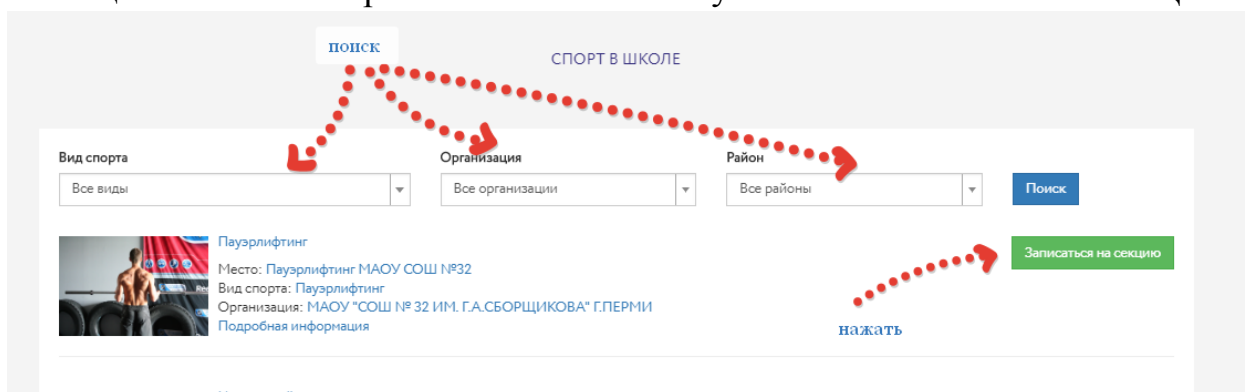 поиск
СПОРТ В ШКОЛЕ
Вид спорта
Организация
Район
Все виды
Все организации
Все районы
Поиск
Пауэрлифтинг
Записаться на секцию
Место: Пауэрлифтинг МАОУ СОШ №32
Вид спорта: Пауэрлифтинг
Организация: МАОУ "СОШ № 32 ИМ. Г.А.СБОРЩИКОВА" Г.ПЕРМИ
Подробная информация
нажать